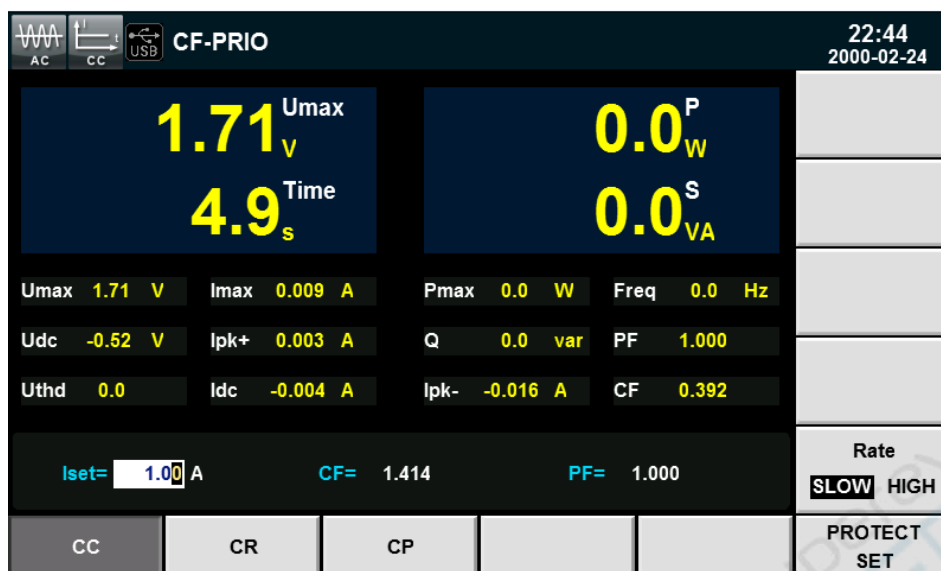 AC CC USB CF-PRIO 22:44
2000-02-24
1.71 Umax V 0.0 P W
4.9 Time s 0.0 S VA
Umax 1.71 V Imax 0.009 A Pmax 0.0 W Freq 0.0 Hz
Udc -0.52 V Ipk+ 0.003 A Q 0.0 var PF 1.000
Uthd 0.0 Idc -0.004 A Ipk- -0.016 A CF 0.392
Iset= 1.00 A CF= 1.414 PF= 1.000
Rate
SLOW HIGH
CC CR CP
PROTECT
SET